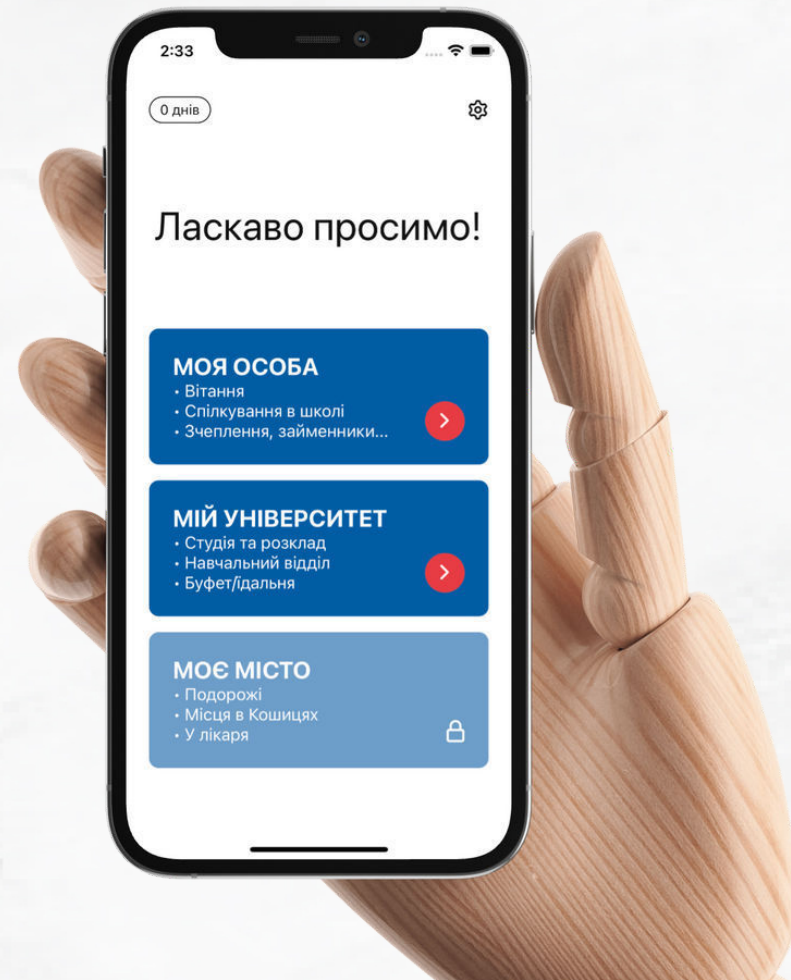 2:33
0 днів
Ласкаво просимо!
МОЯ ОСОБА
• Вітання
• Спілкування в школі
• Зчеплення, займенники...
МІЙ УНІВЕРСИТЕТ
• Студія та розклад
• Навчальний відділ
• Буфет/їдальня
МОЄ МІСТО
• Подорожі
• Місця в Кошицях
• У лікаря